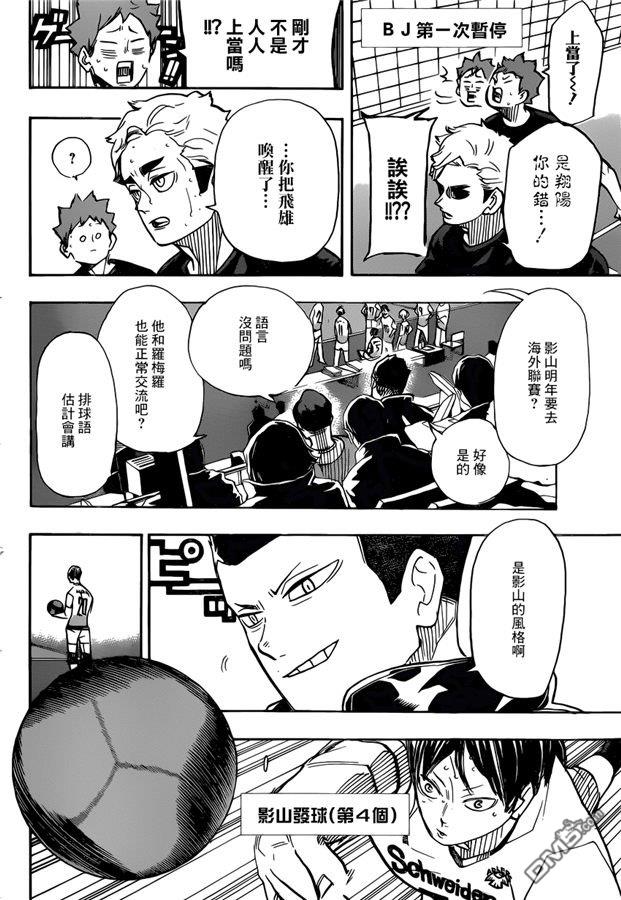 BJ第一次暫停
上當了~!
是翔陽
你的錯…!
誒誒
!!??
剛才
不是
人人
上當嗎
!!?
…你把飛雄
喚醒了…
?
影山明年要去
海外聯賽?
好像
是的
語言
沒問題嗎
他和羅梅羅
也能正常交流吧?
排球語
估計會講
是影山的風格啊
影山發球(第4個)
Schweiden
DM5